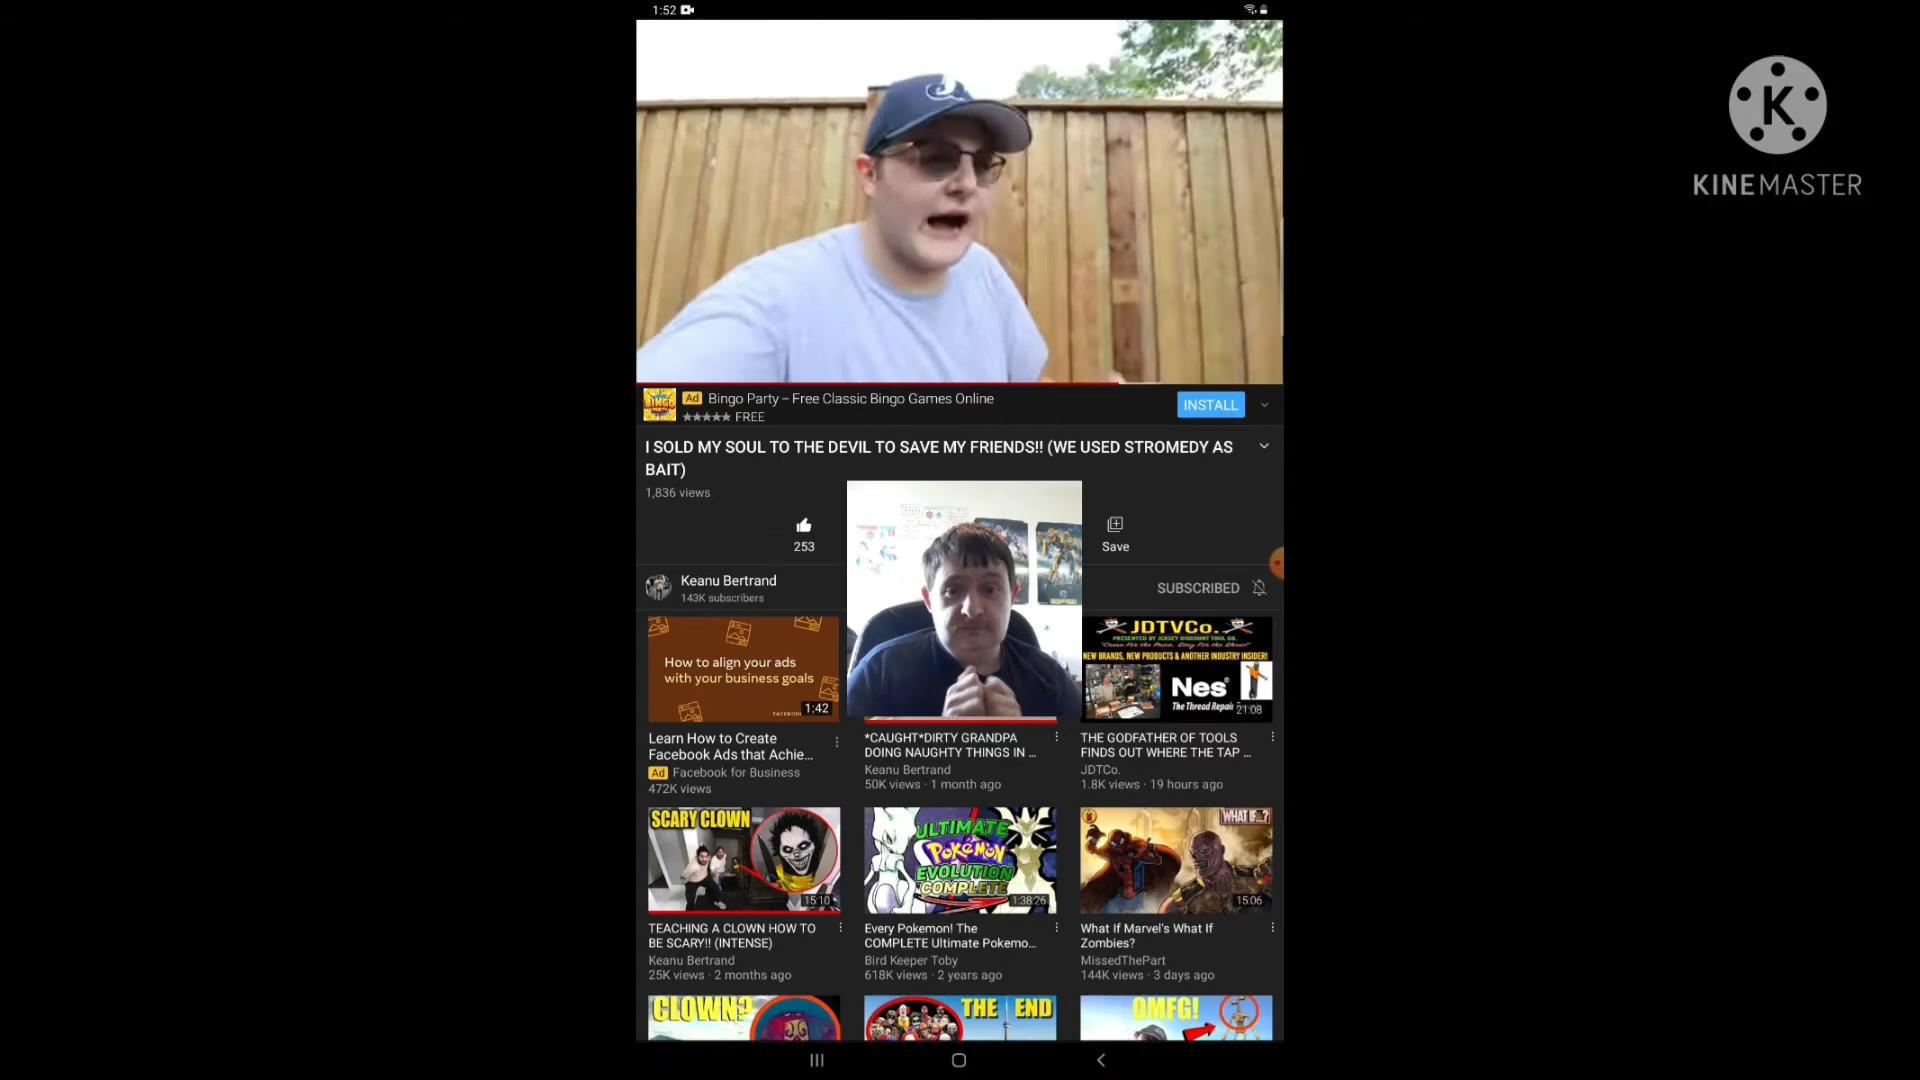 1:52
KINEMASTER
Ad Bingo Party – Free Classic Bingo Games Online
★★★★★ FREE
INSTALL
I SOLD MY SOUL TO THE DEVIL TO SAVE MY FRIENDS!! (WE USED STROMEDY AS
BAIT)
1,836 views
253
Save
Keanu Bertrand
143K subscribers
SUBSCRIBED
How to align your ads
with your business goals
1:42
JDTVCo.
PRESENTED BY JERSEY DISCOUNT TOOL CO.
NEW BRANDS, NEW PRODUCTS & ANOTHER INDUSTRY INSIDER!
Nes
The Thread Repair
21:08
Learn How to Create
Facebook Ads that Achie...
Ad Facebook for Business
472K views
*CAUGHT*DIRTY GRANDPA
DOING NAUGHTY THINGS IN ...
Keanu Bertrand
50K views · 1 month ago
THE GODFATHER OF TOOLS
FINDS OUT WHERE THE TAP ...
JDTCo.
1.8K views · 19 hours ago
SCARY CLOWN
15:10
ULTIMATE
POKéMON
EVOLUTION
COMPLETE
1:38:26
WHAT IF...?
15:06
TEACHING A CLOWN HOW TO
BE SCARY!! (INTENSE)
Keanu Bertrand
25K views · 2 months ago
Every Pokemon! The
COMPLETE Ultimate Pokemo...
Bird Keeper Toby
618K views · 2 years ago
What If Marvel's What If
Zombies?
MissedThePart
144K views · 3 days ago
CLOWN?
THE END
OMFG!